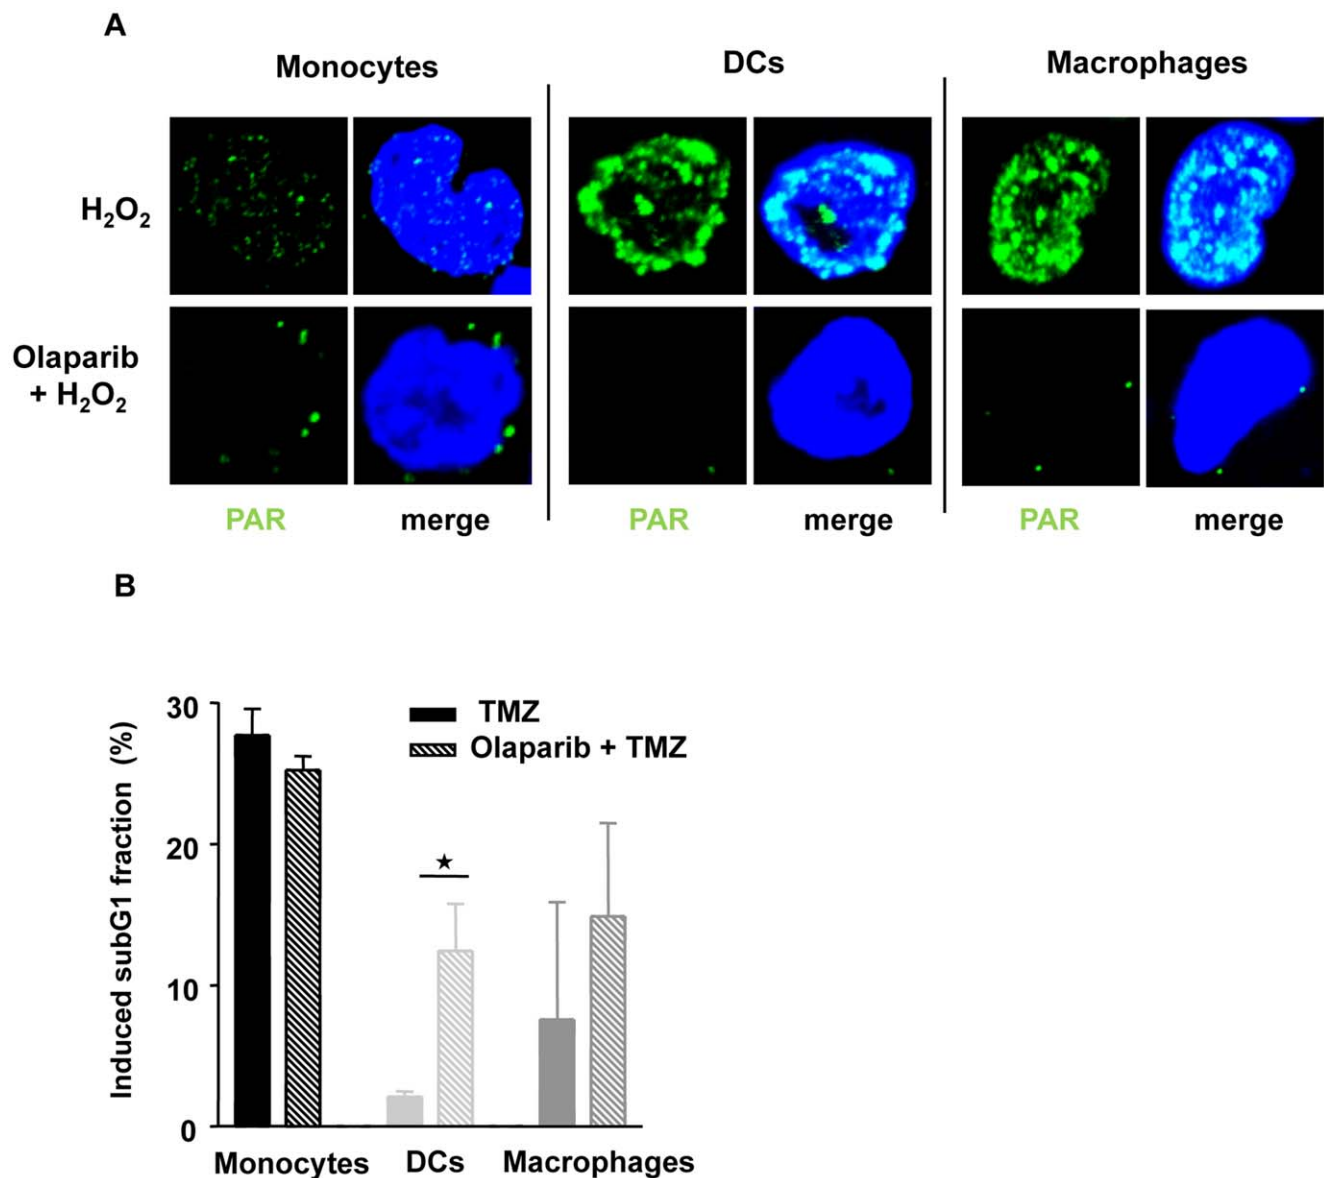 A
Monocytes
DCs
Macrophages
H₂O₂
Olaparib
+ H₂O₂
PAR
merge
PAR
merge
PAR
merge
B
Induced subG1 fraction (%)
30
20
10
0
TMZ
Olaparib + TMZ
★
Monocytes
DCs
Macrophages